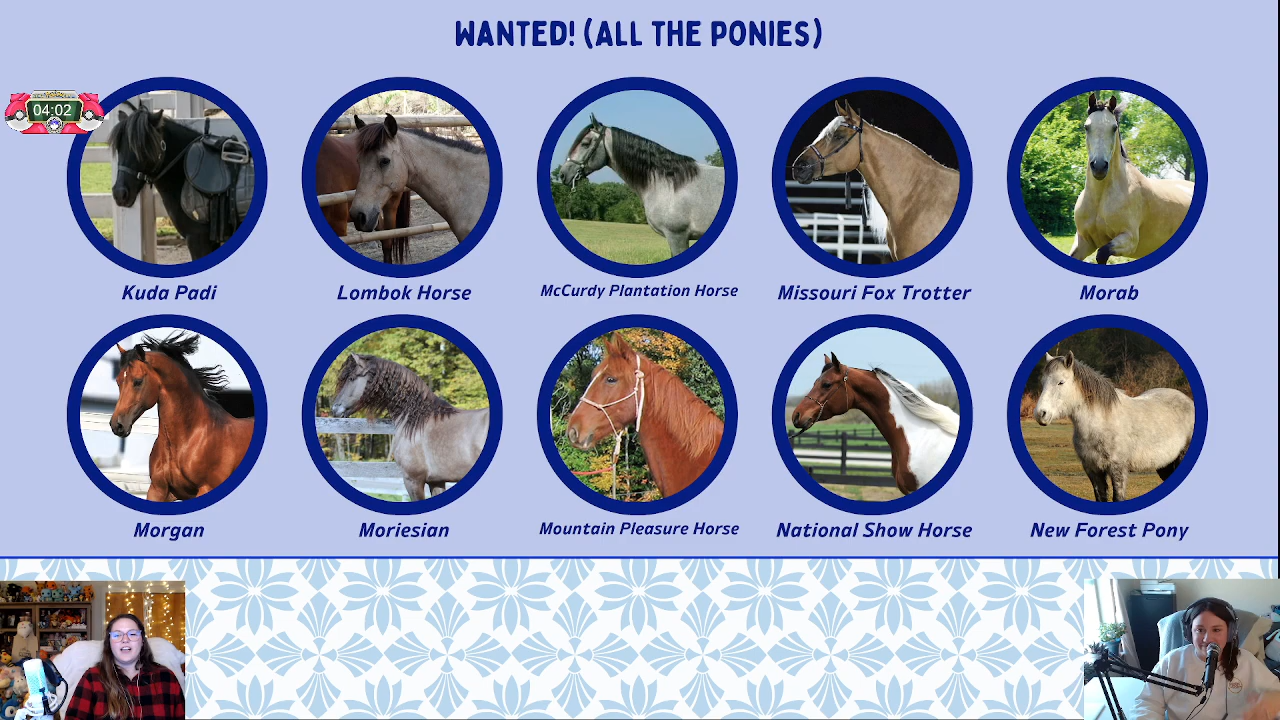 WANTED! (ALL THE PONIES)
04:02
Kuda Padi
Lombok Horse
McCurdy Plantation Horse
Missouri Fox Trotter
Morab
Morgan
Moriesian
Mountain Pleasure Horse
National Show Horse
New Forest Pony